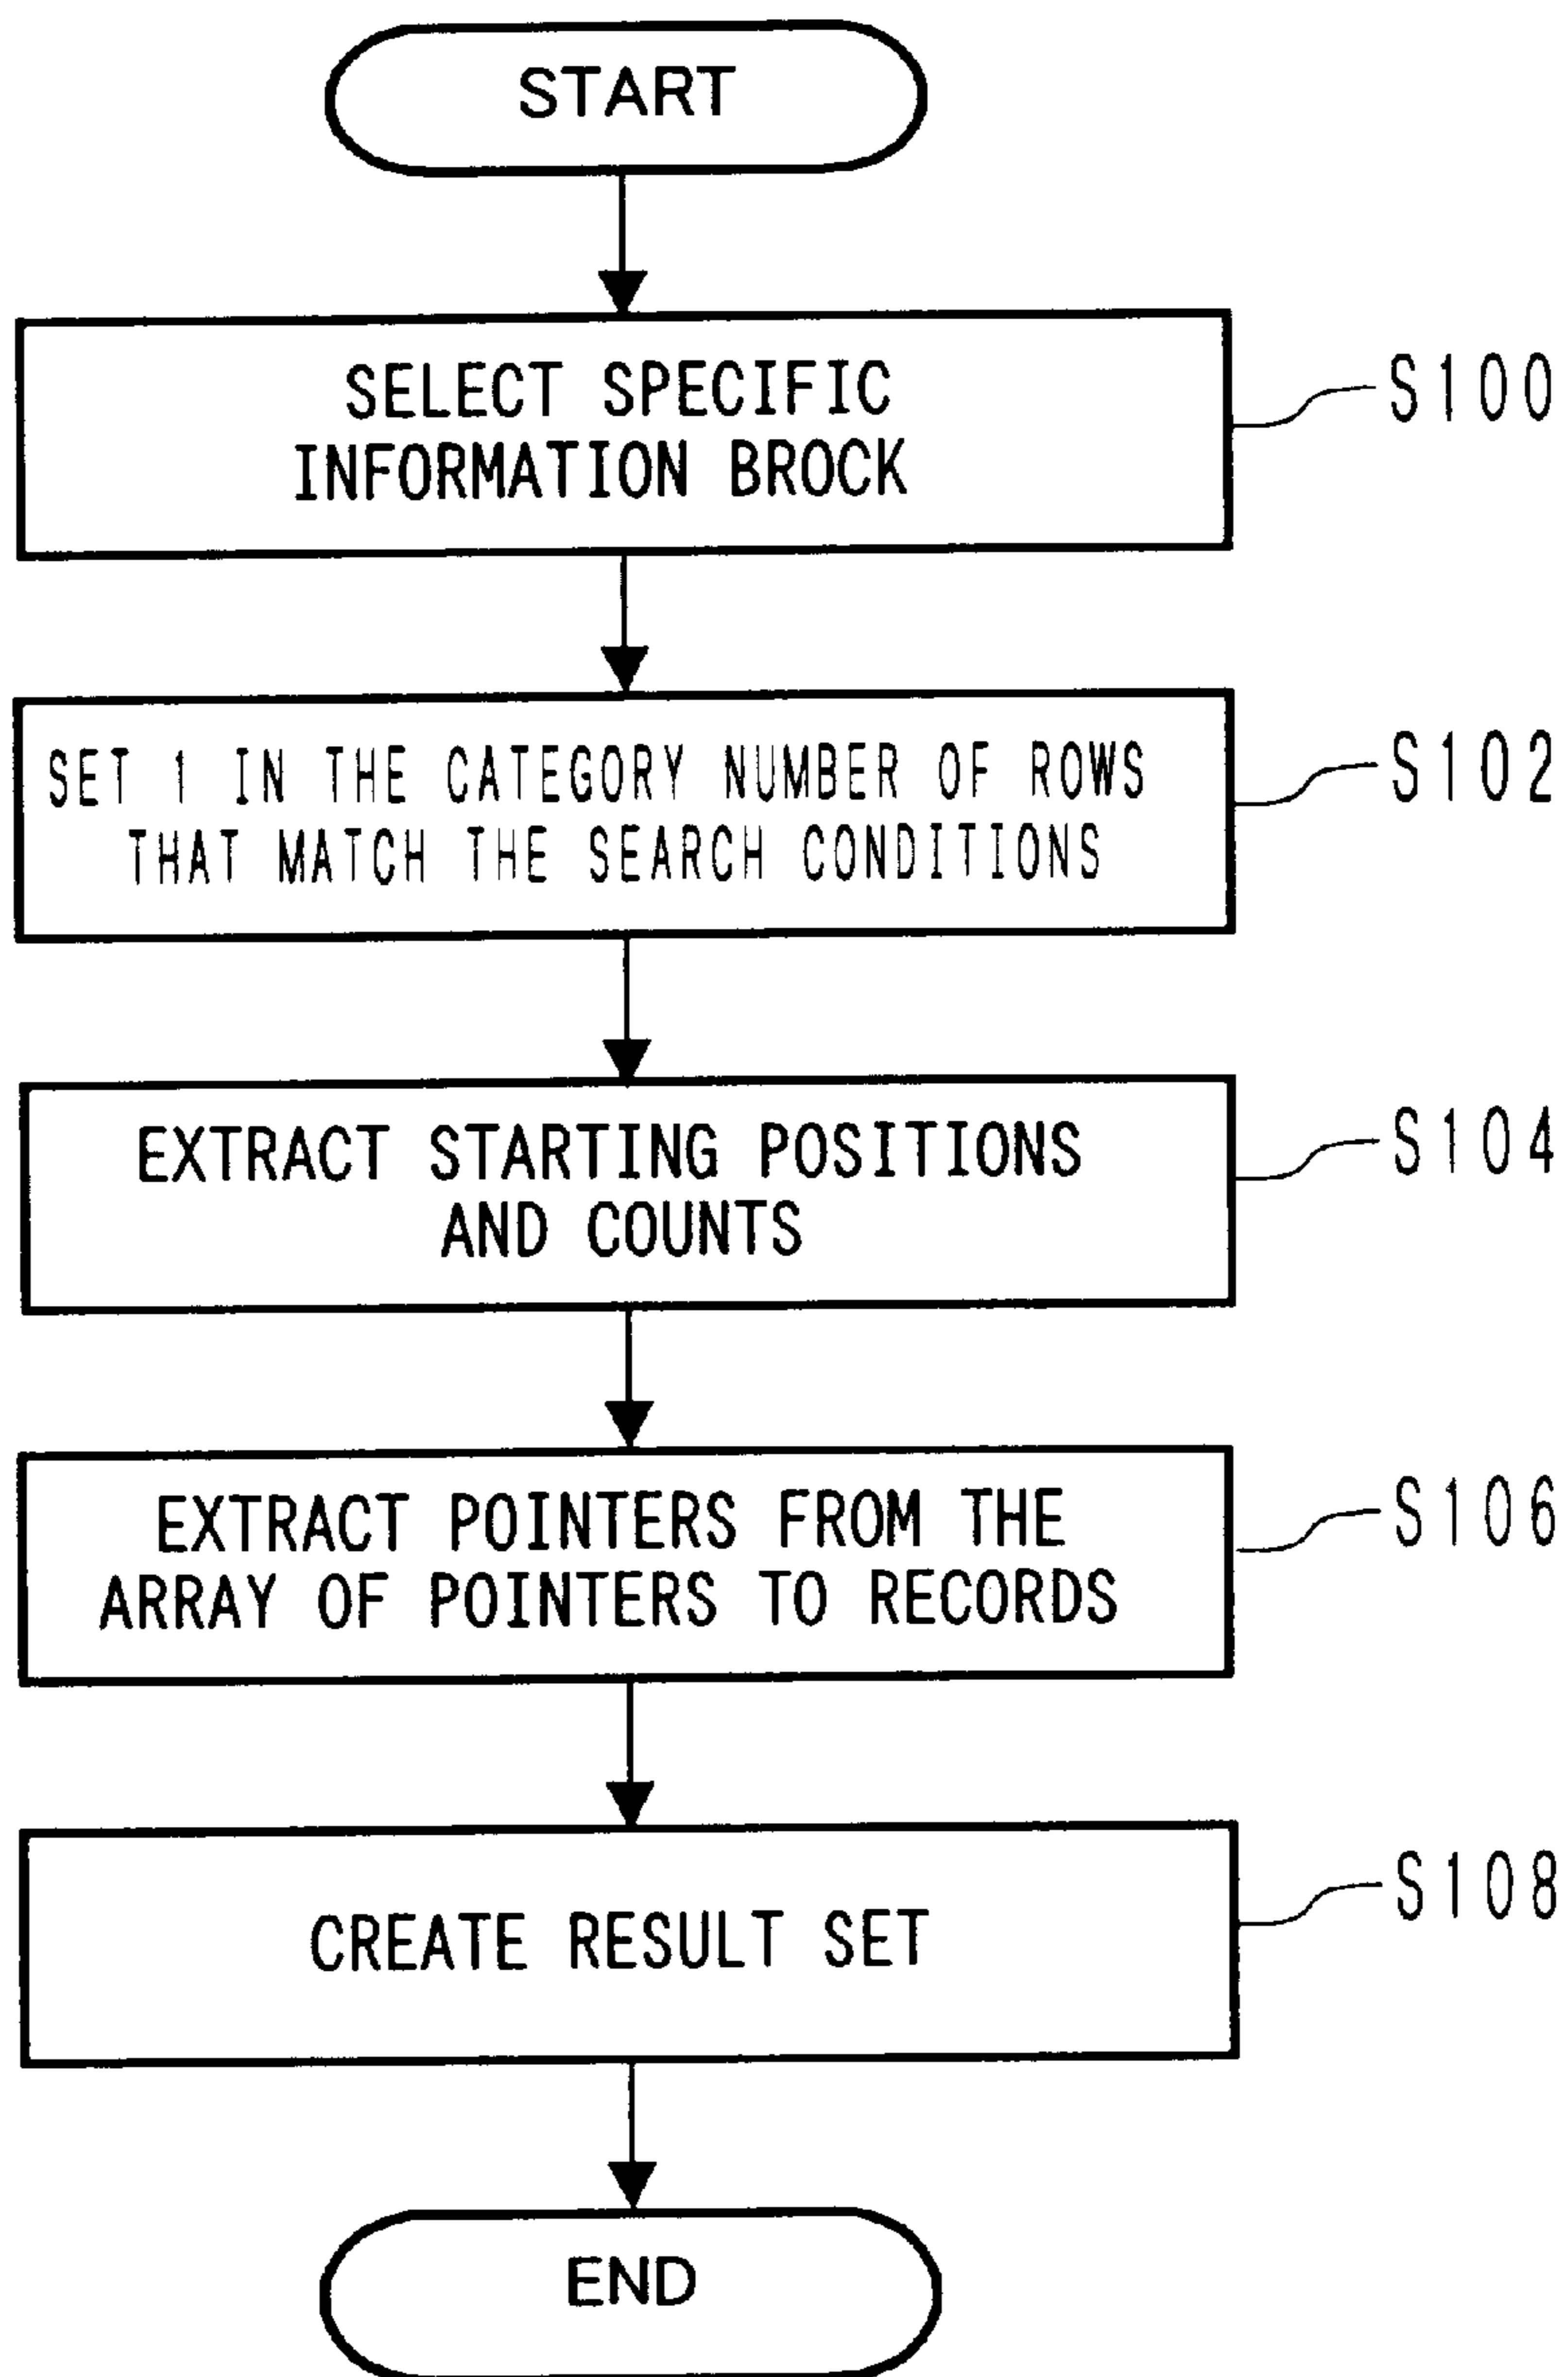 START
SELECT SPECIFIC
INFORMATION BROCK
S100
SET 1 IN THE CATEGORY NUMBER OF ROWS
THAT MATCH THE SEARCH CONDITIONS
S102
EXTRACT STARTING POSITIONS
AND COUNTS
S104
EXTRACT POINTERS FROM THE
ARRAY OF POINTERS TO RECORDS
S106
CREATE RESULT SET
S108
END